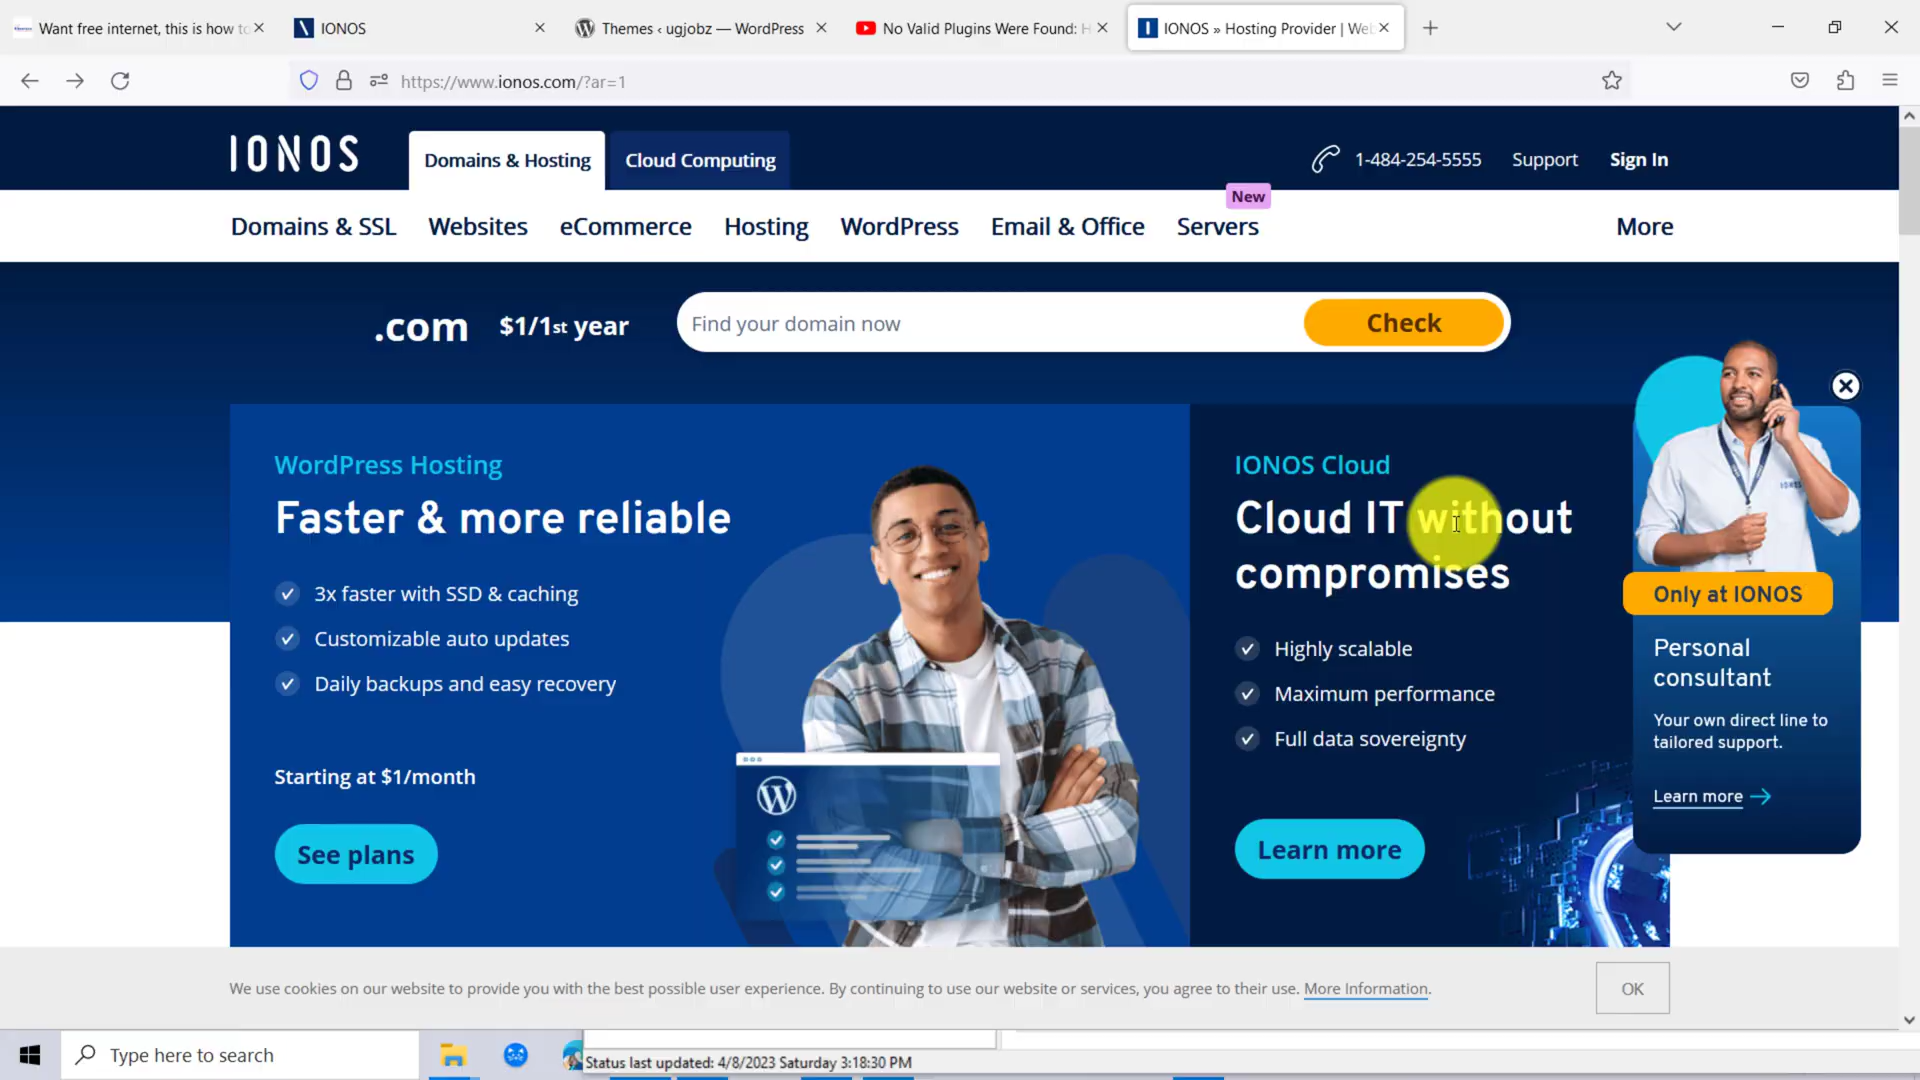 Want free internet, this is how to
IONOS
Themes ‹ ugjobz — WordPress
No Valid Plugins Were Found: H
IONOS » Hosting Provider | Web
https://www.ionos.com/?ar=1
IONOS
Domains & Hosting
Cloud Computing
1-484-254-5555
Support
Sign In
New
Domains & SSL
Websites
eCommerce
Hosting
WordPress
Email & Office
Servers
More
.com
$1/1st year
Find your domain now
Check
WordPress Hosting
Faster & more reliable
3x faster with SSD & caching
Customizable auto updates
Daily backups and easy recovery
Starting at $1/month
See plans
IONOS Cloud
Cloud IT without
compromises
Highly scalable
Maximum performance
Full data sovereignty
Learn more
IONOS
Only at IONOS
Personal
consultant
Your own direct line to
tailored support.
Learn more
We use cookies on our website to provide you with the best possible user experience. By continuing to use our website or services, you agree to their use. More Information.
OK
Type here to search
Status last updated: 4/8/2023 Saturday 3:18:30 PM